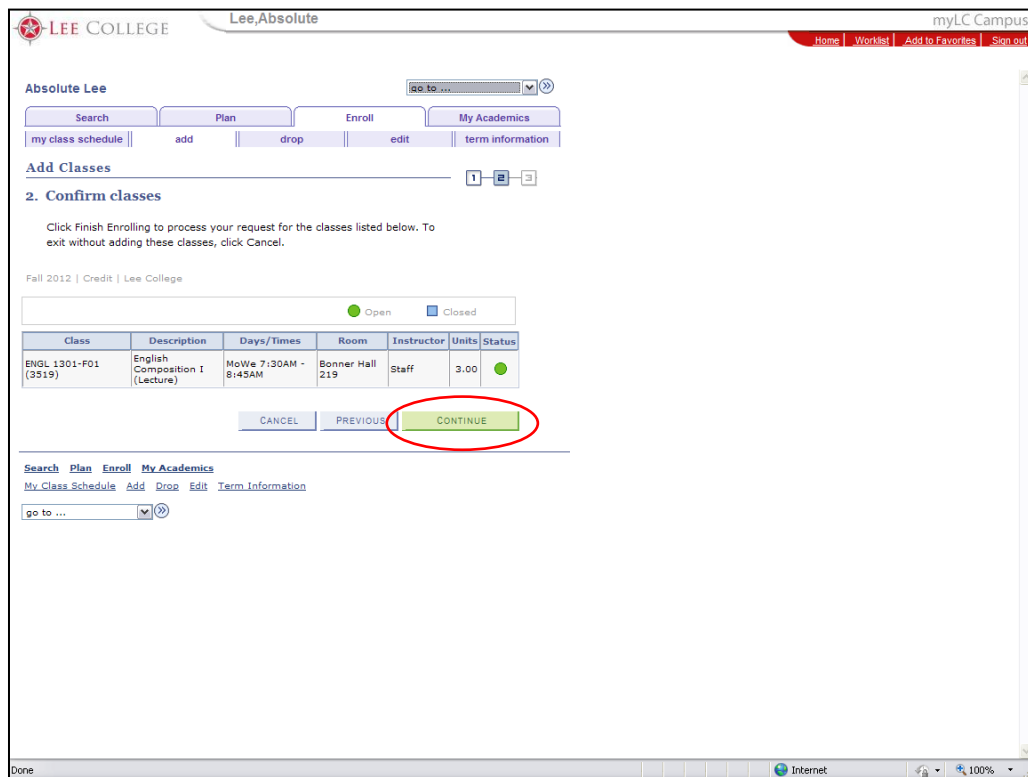 LEE COLLEGE
Lee,Absolute
myLC Campus
Home | Worklist | Add to Favorites | Sign out
Absolute Lee
go to ...
Search Plan Enroll My Academics
my class schedule add drop edit term information
Add Classes
1 2 3
2. Confirm classes
Click Finish Enrolling to process your request for the classes listed below. To
exit without adding these classes, click Cancel.
Fall 2012 | Credit | Lee College
Open Closed
Class Description Days/Times Room Instructor Units Status
ENGL 1301-F01
(3519)
English
Composition I
(Lecture)
MoWe 7:30AM -
8:45AM
Bonner Hall
219
Staff
3.00
CANCEL PREVIOUS CONTINUE
Search Plan Enroll My Academics
My Class Schedule Add Drop Edit Term Information
go to ...
Done Internet 100%